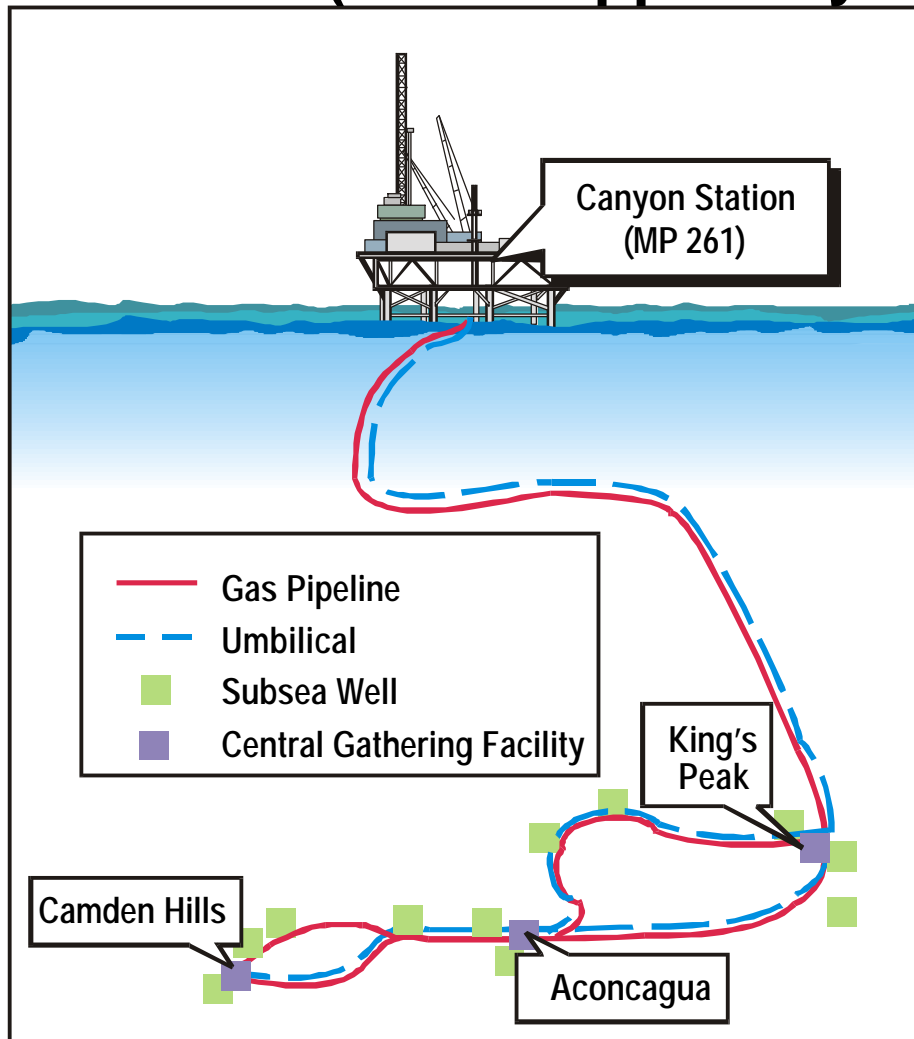 Canyon Station
(MP 261)
Gas Pipeline
Umbilical
Subsea Well
Central Gathering Facility
King's
Peak
Camden Hills
Aconcagua